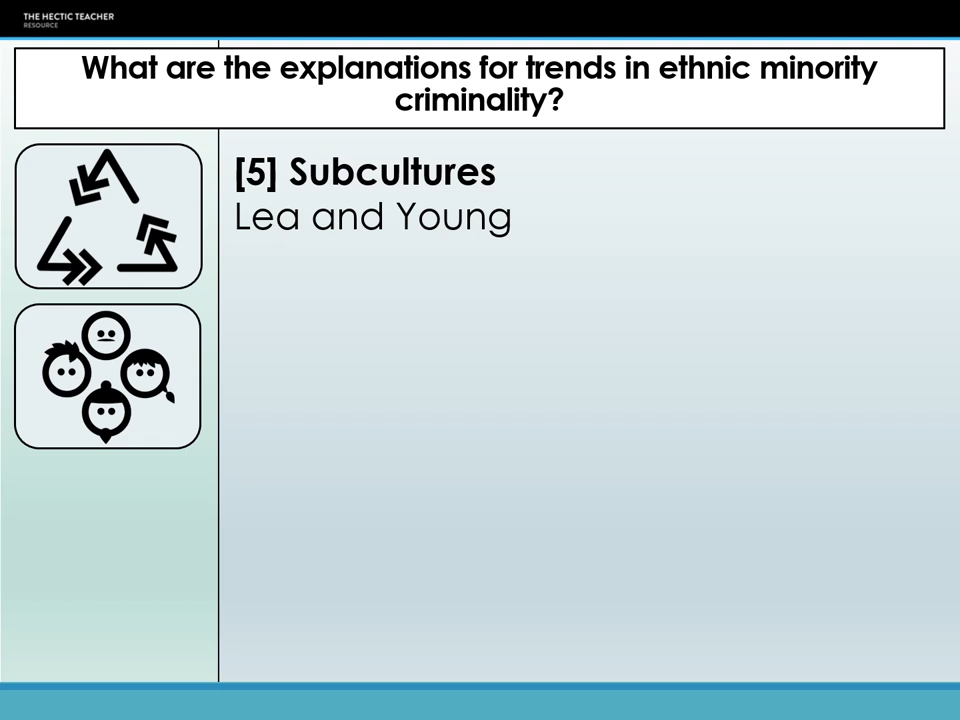 THE HECTIC TEACHER
RESOURCE
What are the explanations for trends in ethnic minority
criminality?
[5] Subcultures
Lea and Young